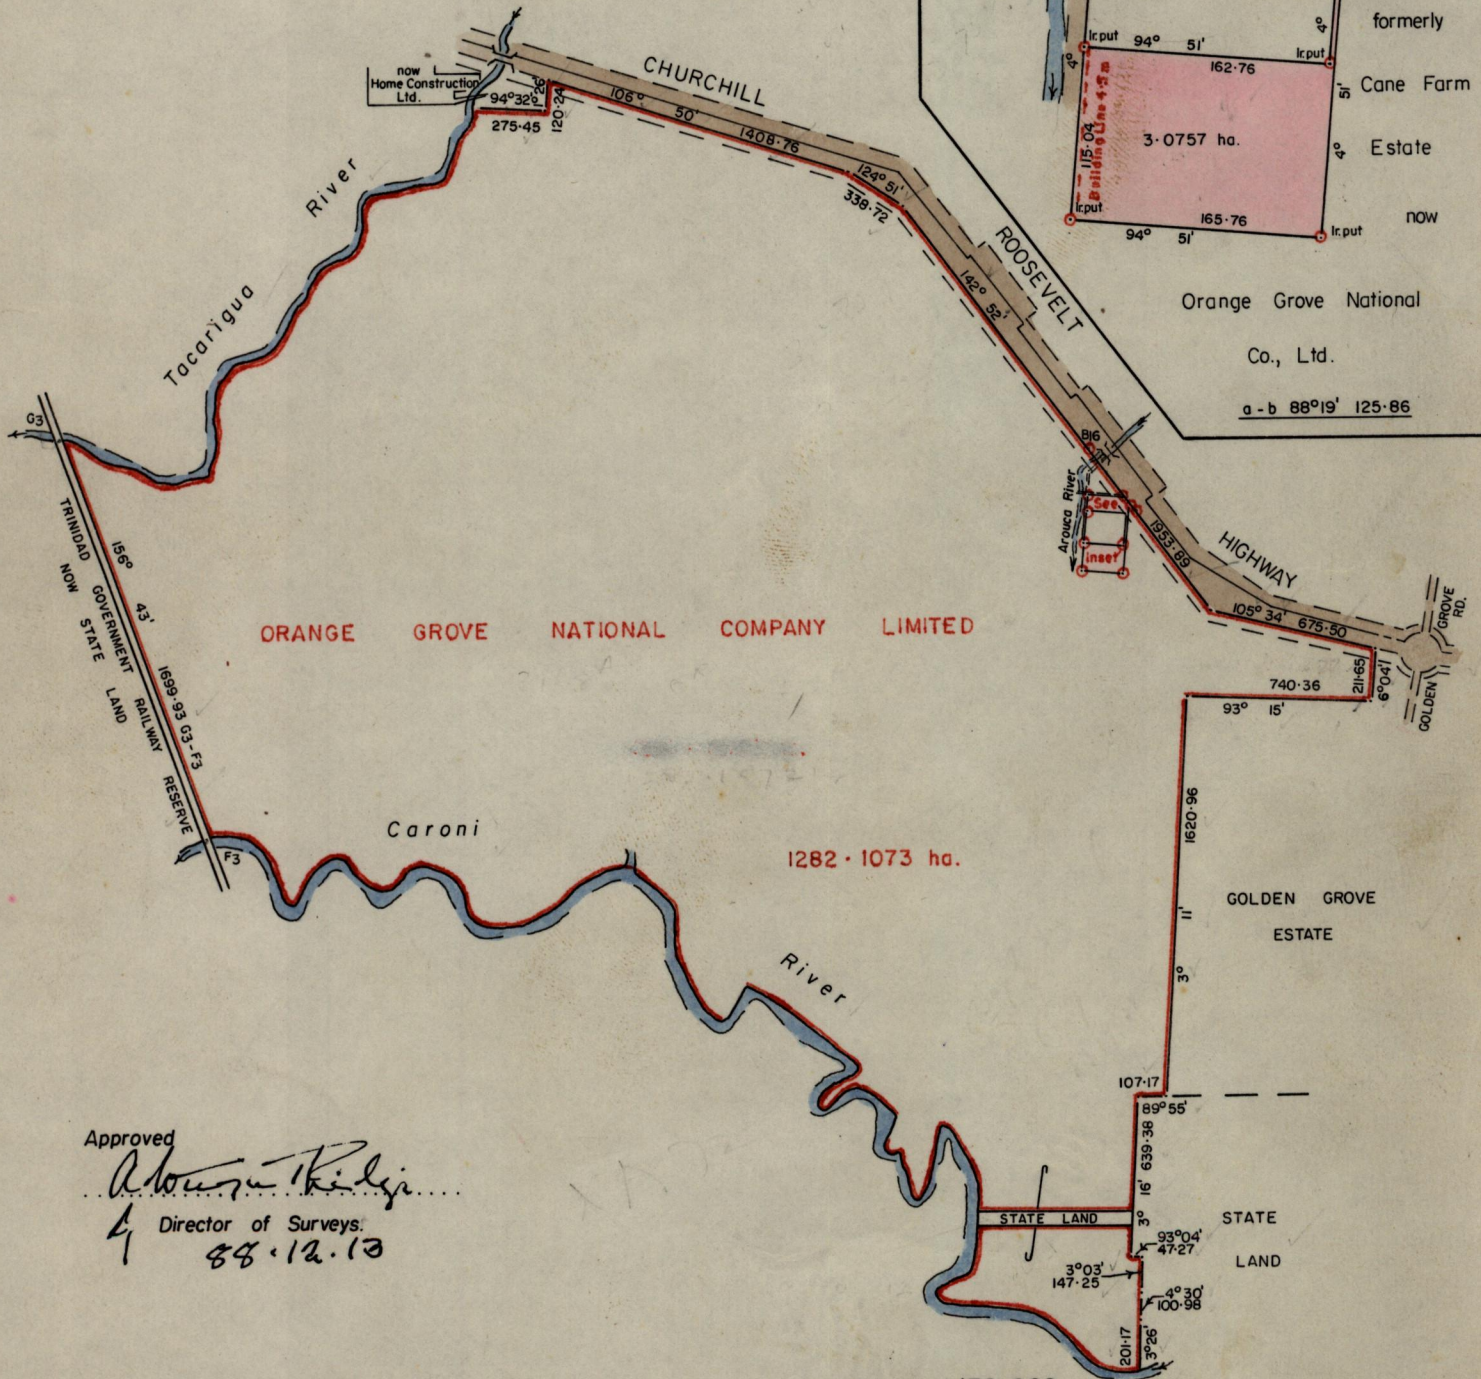 formerly
Ir.put
94° 51'
Ir.put
4°
4°
162.76
51'
Cane Farm
Building Line 4.5m
115.04
3.0757 ha.
4°
Estate
Ir.put
165.76
Ir.put
now
94° 51'
Orange Grove National
Co., Ltd.
a-b 88°19' 125.86
now
Home Construction
Ltd.
94°32'
275.45
120.24
CHURCHILL
106° 50' 1408.76
124° 51'
338.72
ROOSEVELT
142° 52'
1953.89
HIGHWAY
River
Tacarigua
G3
B16
Arouca River
See
inset
105° 34' 675.50
GROVE
RD.
GOLDEN
211.65
6°04'
740.36
93° 15'
TRINIDAD GOVERNMENT RAILWAY RESERVE
NOW STATE LAND
156° 43' 1699.93 G3-F3
F3
ORANGE GROVE NATIONAL COMPANY LIMITED
Caroni
River
1282.1073 ha.
1620.96
11'
3°
GOLDEN GROVE
ESTATE
107.17
89°55'
3° 16' 639.38
STATE LAND
STATE
LAND
93°04'
47.27
3°03'
147.25
4°30'
100.98
201.17
3°26'
Approved
Director of Surveys.
88.12.13